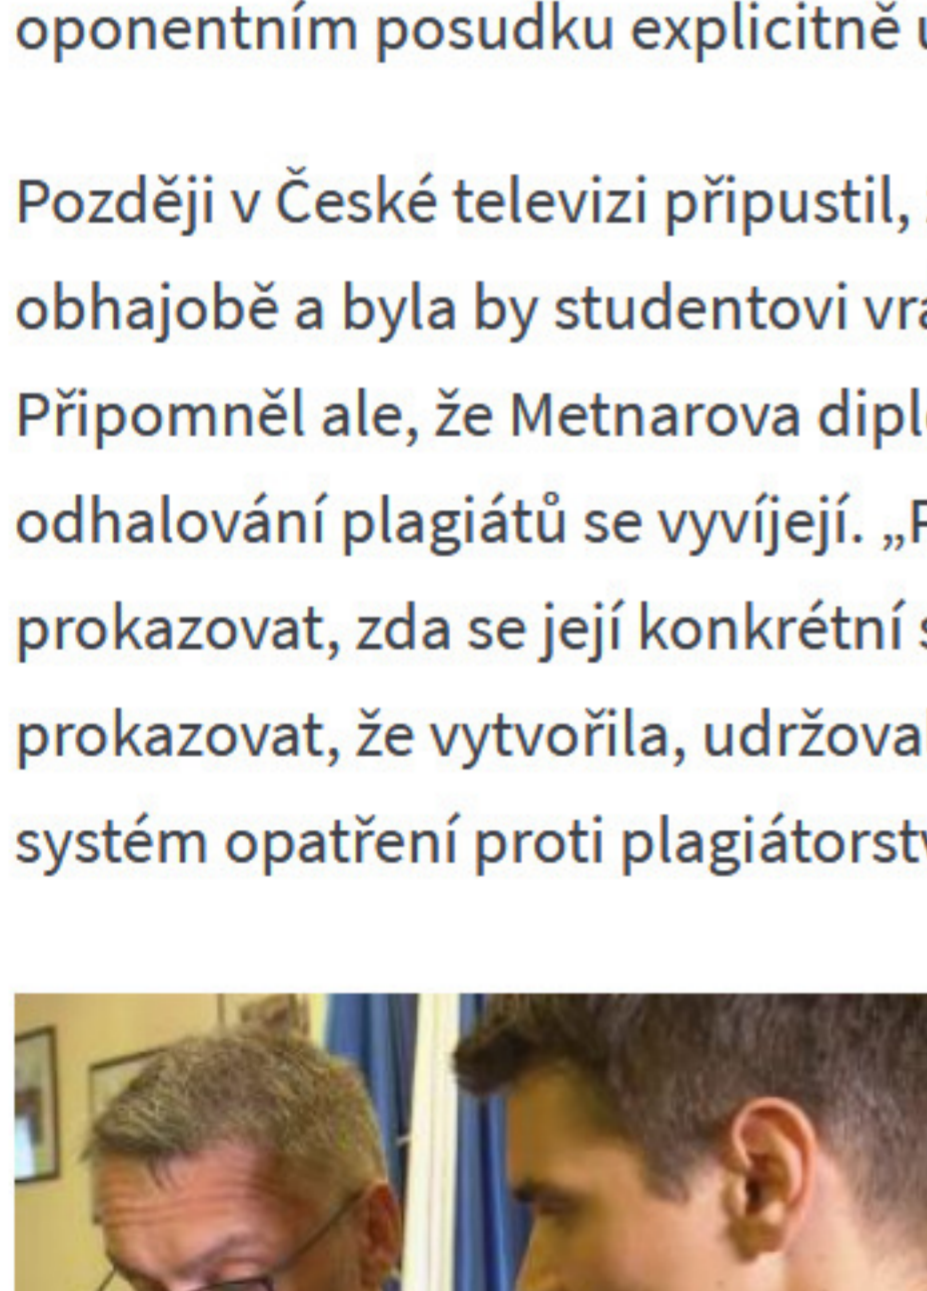 oponentním posudku explicitně
Později v České televizi připustil,
obhajobě a byla by studentovi
Připomněl ale, že Metnarova
odhalování plagiátů se vyvíjejí.
prokazovat, zda se její konkrétní
prokazovat, že vytvořila,
systém opatření proti